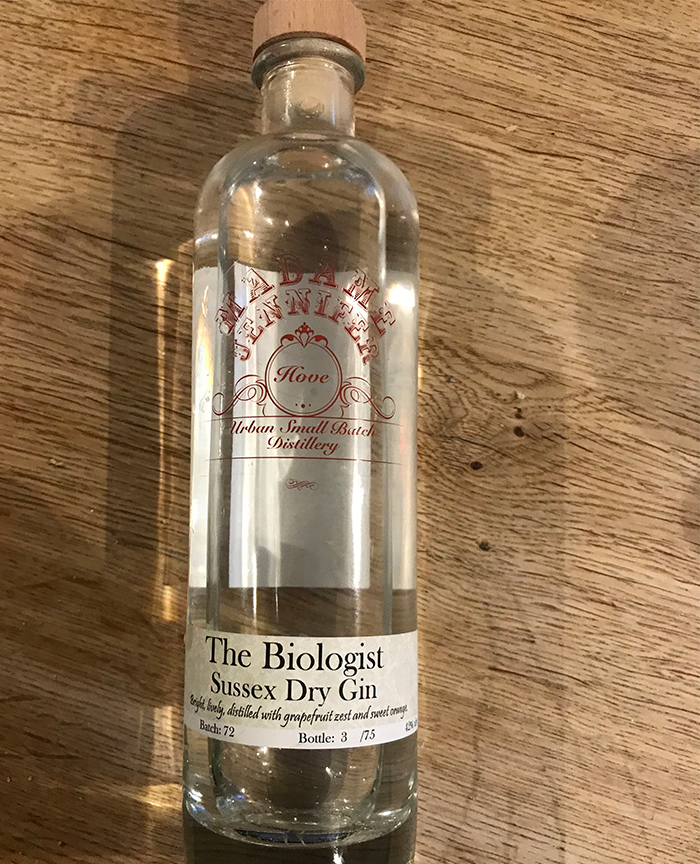 MADAME
JENNIFER
Hove
Urban Small Batch
Distillery
The Biologist
Sussex Dry Gin
Bright, lively, distilled with grapefruit zest and sweet orange.
Batch: 72 Bottle: 3 /75 42%